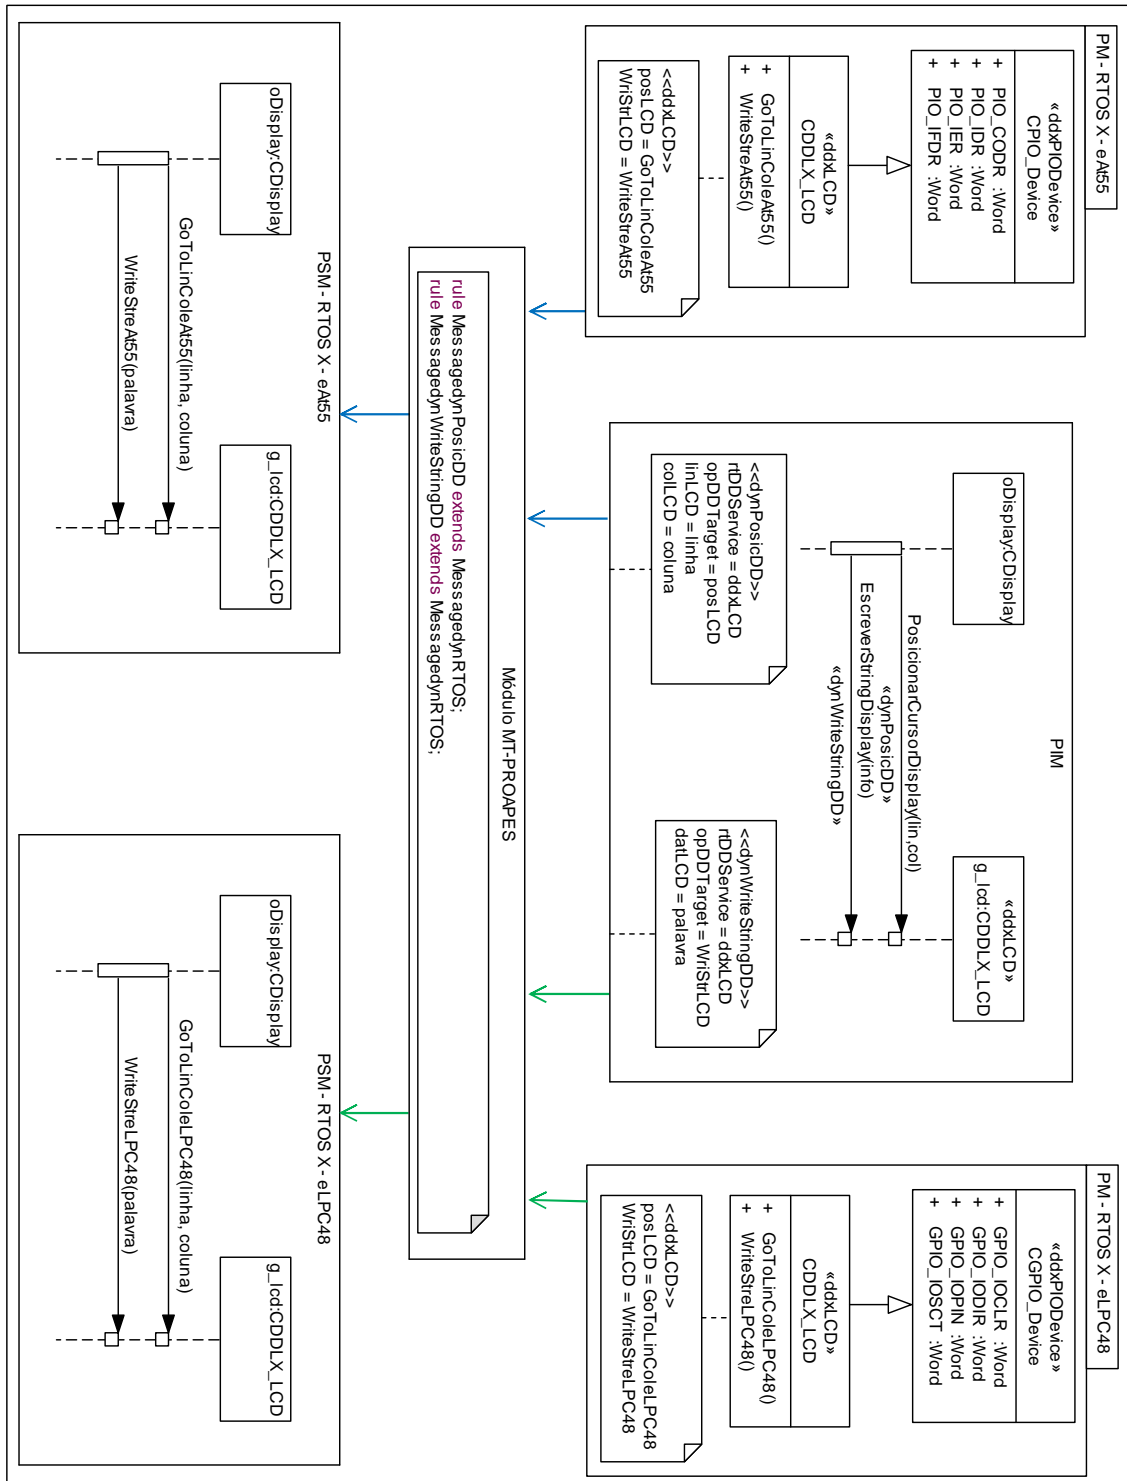 PM - RTOS X - eAt55
«ddxPIODevice»
CPIO_Device
+ PIO_CODR :Word
+ PIO_IDR :Word
+ PIO_IER :Word
+ PIO_IFDR :Word
«ddxLCD»
CDDLX_LCD
+ GoToLinColeAt55()
+ WriteStreAt55()
<<ddxLCD>>
posLCD = GoToLinColeAt55
WriStrLCD = WriteStreAt55
oDisplay:CDisplay
«ddxLCD»
g_lcd:CDDLX_LCD
PosicionarCursorDisplay(lin,col)
«dynPosicDD»
EscreverStringDisplay(info)
«dynWriteStringDD»
<<dynPosicDD>>
rtDDService = ddxLCD
opDDTarget = posLCD
linLCD = linha
colLCD = coluna
<<dynWriteStringDD>>
rtDDService = ddxLCD
opDDTarget = WriStrLCD
datLCD = palavra
PIM
PM - RTOS X - eLPC48
«ddxPIODevice»
CGPIO_Device
+ GPIO_IOCLR :Word
+ GPIO_IODIR :Word
+ GPIO_IOPIN :Word
+ GPIO_IOSCT :Word
«ddxLCD»
CDDLX_LCD
+ GoToLinColeLPC48()
+ WriteStreLPC48()
<<ddxLCD>>
posLCD = GoToLinColeLPC48
WriStrLCD = WriteStreLPC48
Módulo MT-PROAPES
rule MessagedynPosicDD extends MessagedynRTOS;
rule MessagedynWriteStringDD extends MessagedynRTOS;
PSM - RTOS X - eAt55
oDisplay:CDisplay
g_lcd:CDDLX_LCD
GoToLinColeAt55(linha, coluna)
WriteStreAt55(palavra)
PSM - RTOS X - eLPC48
oDisplay:CDisplay
g_lcd:CDDLX_LCD
GoToLinColeLPC48(linha, coluna)
WriteStreLPC48(palavra)